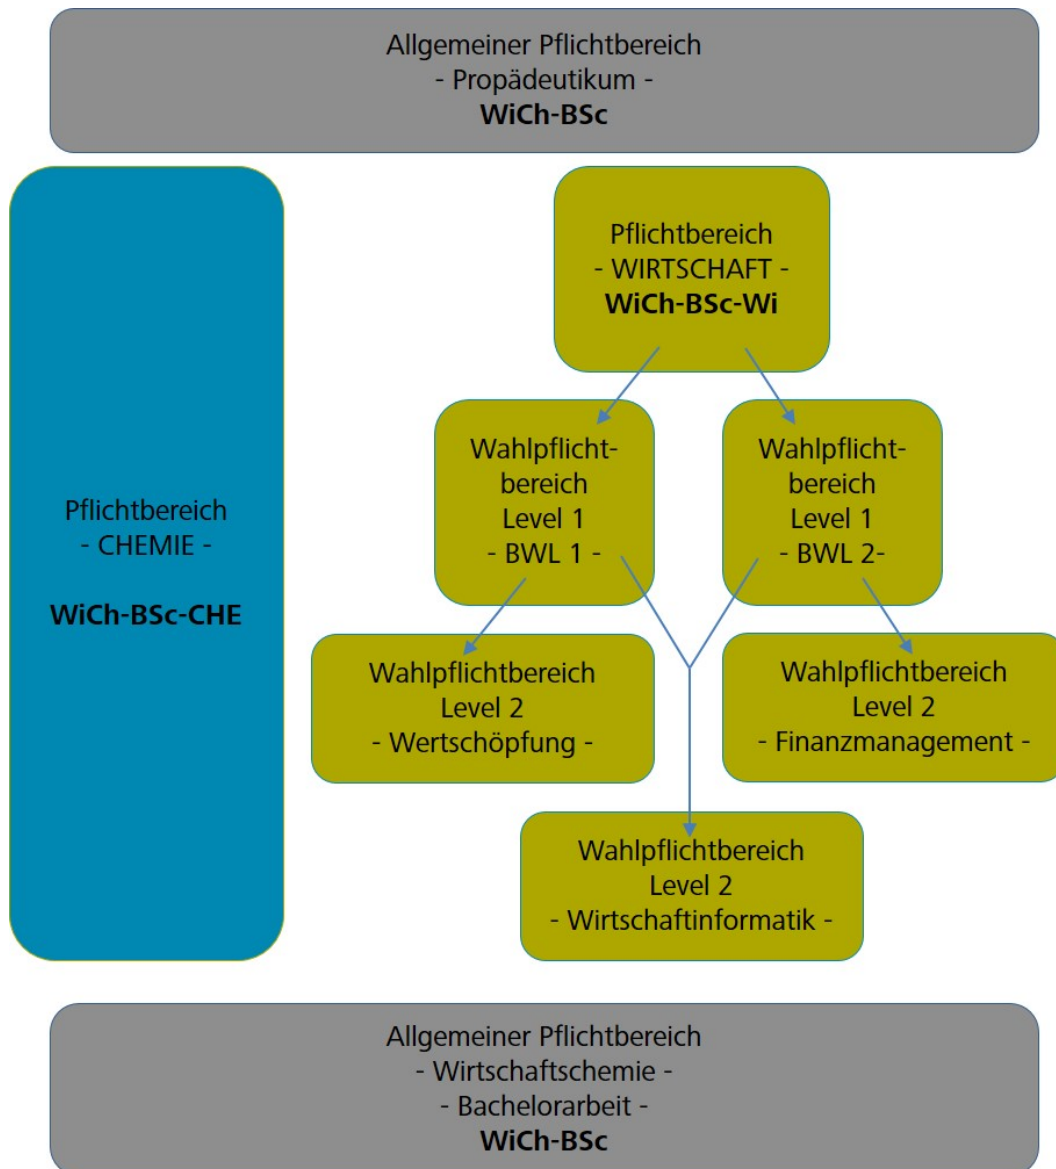 Allgemeiner Pflichtbereich
- Propädeutikum -
WiCh-BSc
Pflichtbereich
- CHEMIE -
WiCh-BSc-CHE
Pflichtbereich
- WIRTSCHAFT -
WiCh-BSc-Wi
Wahlpflicht-
bereich
Level 1
- BWL 1 -
Wahlpflicht-
bereich
Level 1
- BWL 2-
Wahlpflichtbereich
Level 2
- Wertschöpfung -
Wahlpflichtbereich
Level 2
- Finanzmanagement -
Wahlpflichtbereich
Level 2
- Wirtschaftinformatik -
Allgemeiner Pflichtbereich
- Wirtschaftschemie -
- Bachelorarbeit -
WiCh-BSc